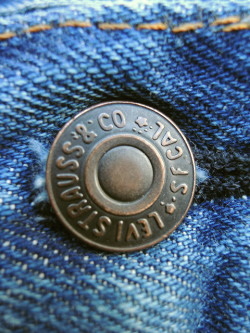 LEVI STRAUSS & CO ★ S.F. CAL ★